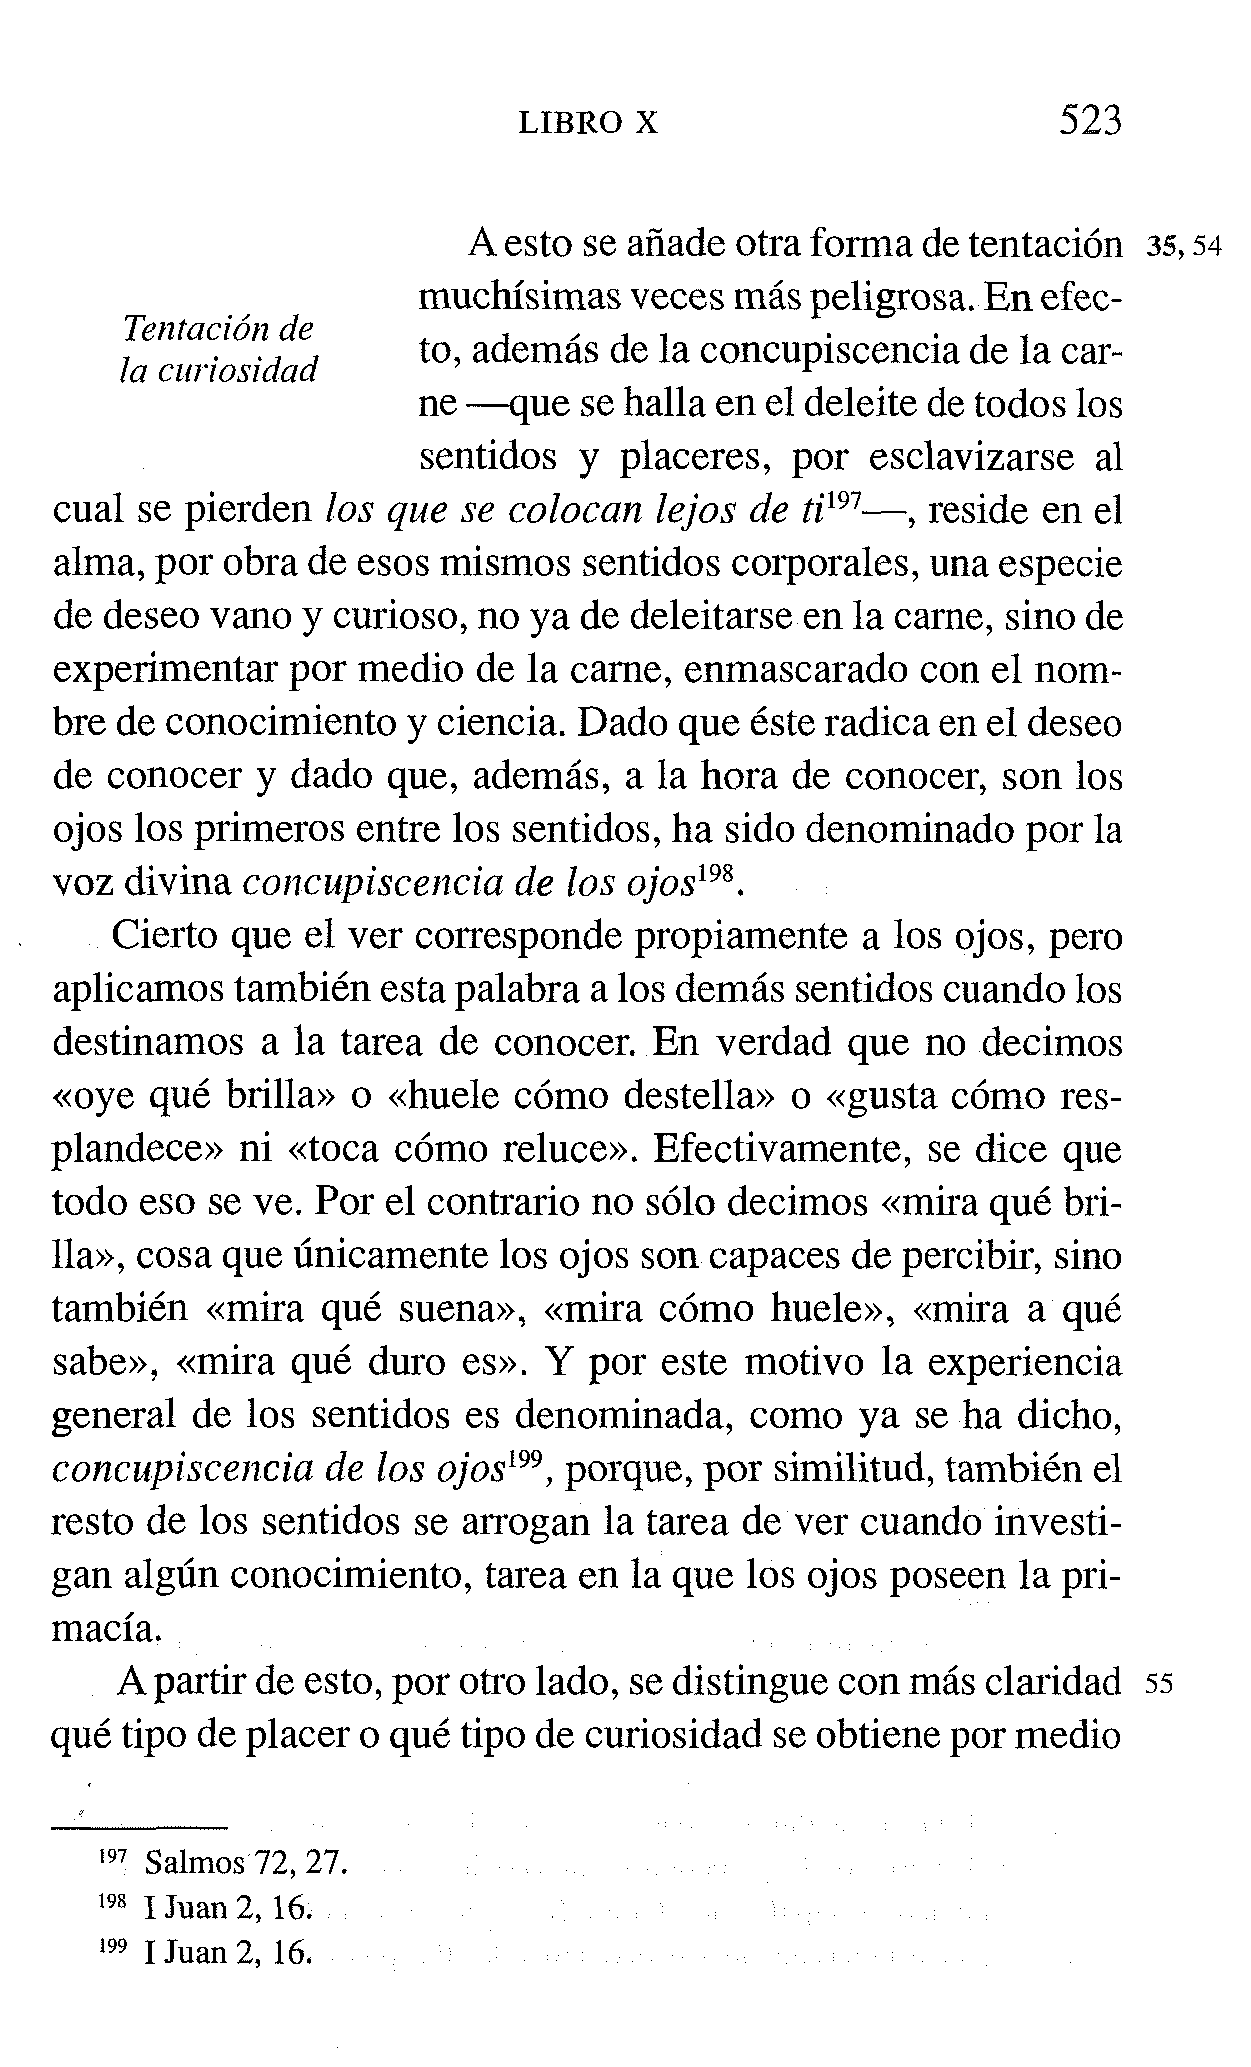 LIBRO X 523
A esto se añade otra forma de tentación 35, 54
muchísimas veces más peligrosa. En efec-
Tentación de
la curiosidad
to, además de la concupiscencia de la car-
ne —que se halla en el deleite de todos los
sentidos y placeres, por esclavizarse al
cual se pierden los que se colocan lejos de ti¹⁹⁷—, reside en el
alma, por obra de esos mismos sentidos corporales, una especie
de deseo vano y curioso, no ya de deleitarse en la carne, sino de
experimentar por medio de la carne, enmascarado con el nom-
bre de conocimiento y ciencia. Dado que éste radica en el deseo
de conocer y dado que, además, a la hora de conocer, son los
ojos los primeros entre los sentidos, ha sido denominado por la
voz divina concupiscencia de los ojos¹⁹⁸.
Cierto que el ver corresponde propiamente a los ojos, pero
aplicamos también esta palabra a los demás sentidos cuando los
destinamos a la tarea de conocer. En verdad que no decimos
«oye qué brilla» o «huele cómo destella» o «gusta cómo res-
plandece» ni «toca cómo reluce». Efectivamente, se dice que
todo eso se ve. Por el contrario no sólo decimos «mira qué bri-
lla», cosa que únicamente los ojos son capaces de percibir, sino
también «mira qué suena», «mira cómo huele», «mira a qué
sabe», «mira qué duro es». Y por este motivo la experiencia
general de los sentidos es denominada, como ya se ha dicho,
concupiscencia de los ojos¹⁹⁹, porque, por similitud, también el
resto de los sentidos se arrogan la tarea de ver cuando investi-
gan algún conocimiento, tarea en la que los ojos poseen la pri-
macía.
A partir de esto, por otro lado, se distingue con más claridad 55
qué tipo de placer o qué tipo de curiosidad se obtiene por medio
¹⁹⁷ Salmos 72, 27.
¹⁹⁸ I Juan 2, 16.
¹⁹⁹ I Juan 2, 16.